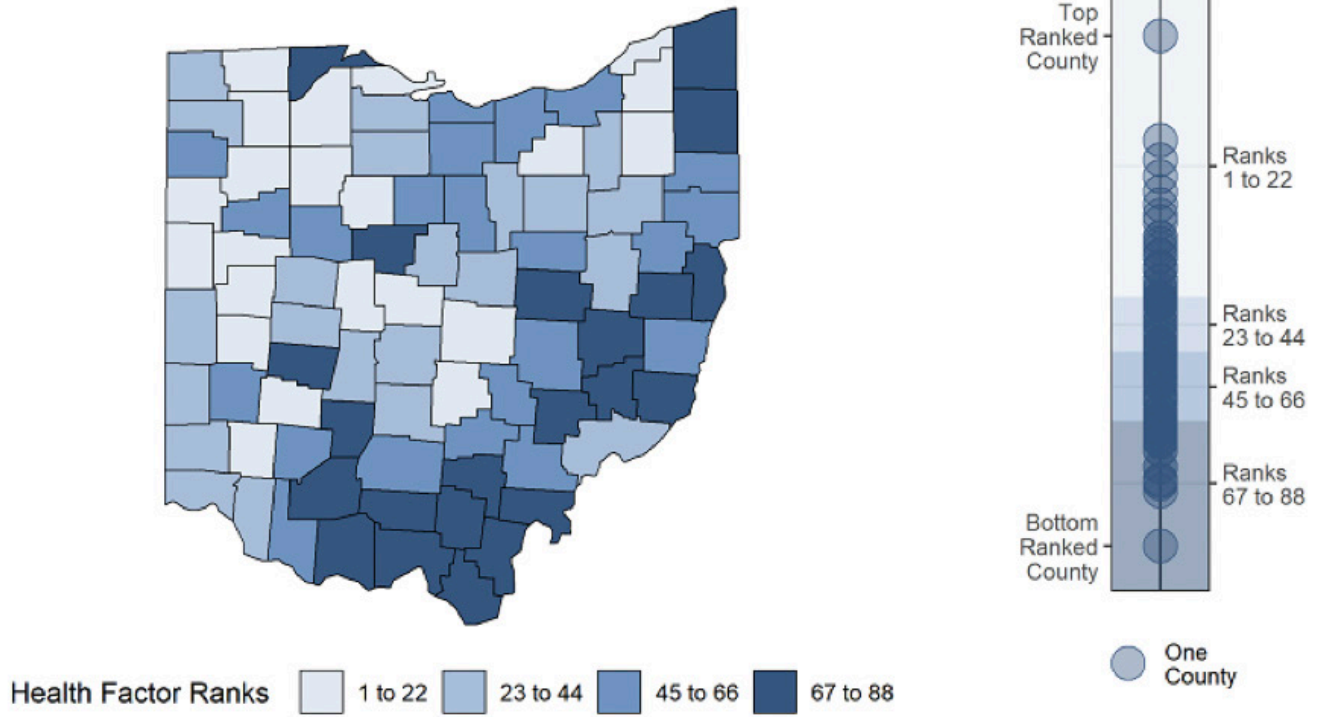 Top
Ranked
County
Ranks
1 to 22
Ranks
23 to 44
Ranks
45 to 66
Ranks
67 to 88
Bottom
Ranked
County
One
County
Health Factor Ranks 1 to 22 23 to 44 45 to 66 67 to 88